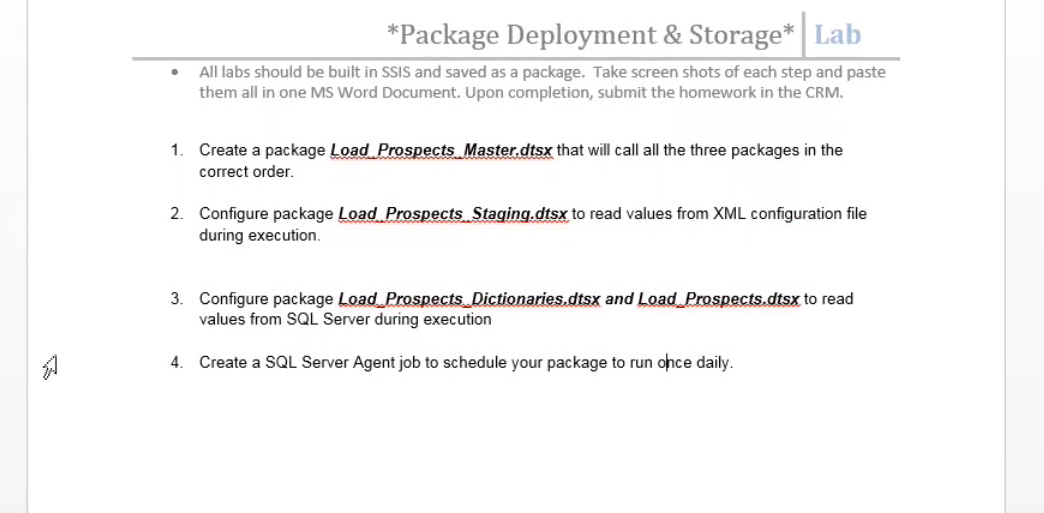 *Package Deployment & Storage* Lab
• All labs should be built in SSIS and saved as a package. Take screen shots of each step and paste
them all in one MS Word Document. Upon completion, submit the homework in the CRM.
1. Create a package Load_Prospects_Master.dtsx that will call all the three packages in the
correct order.
2. Configure package Load_Prospects_Staging.dtsx to read values from XML configuration file
during execution.
3. Configure package Load_Prospects_Dictionaries.dtsx and Load_Prospects.dtsx to read
values from SQL Server during execution
4. Create a SQL Server Agent job to schedule your package to run once daily.